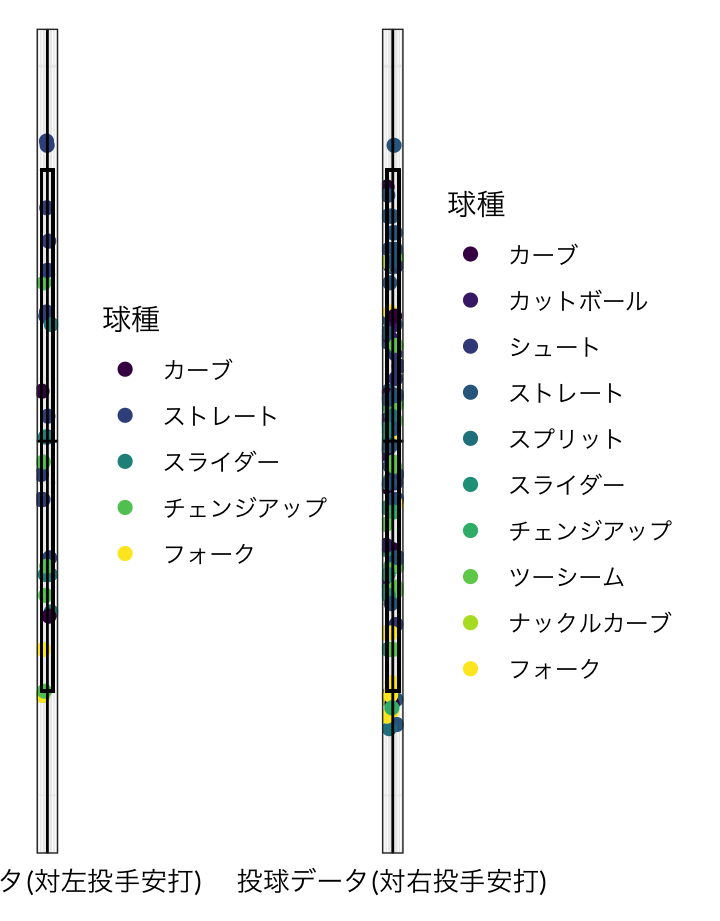 球種
カーブ
ストレート
スライダー
チェンジアップ
フォーク
球種
カーブ
カットボール
シュート
ストレート
スプリット
スライダー
チェンジアップ
ツーシーム
ナックルカーブ
フォーク
タ(対左投手安打)
投球データ(対右投手安打)